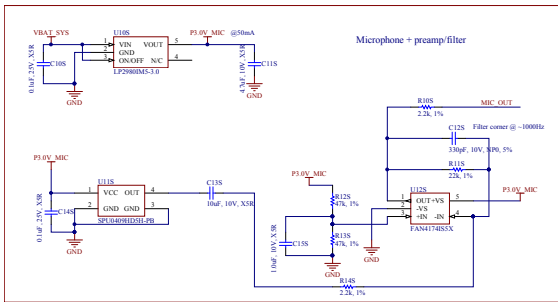 VBAT_SYS
U10S
P3.0V_MIC @50mA
1 VIN VOUT 5
2 GND
3 ON/OFF N/C 4
LP2980IM5-3.0
C10S
0.1uF, 25V, X5R
GND
C11S
4.7uF, 10V, X5R
GND
Microphone + preamp/filter
R10S
2.2k, 1%
MIC_OUT
C12S
Filter corner @ ~1000Hz
330pF, 10V, NP0, 5%
R11S
22k, 1%
P3.0V_MIC
U11S
1 VCC OUT 4
2 GND GND 3
SPU0409HD5H-PB
C14S
0.1uF, 25V, X5R
GND
C13S
10uF, 10V, X5R
P3.0V_MIC
R12S
47k, 1%
R13S
47k, 1%
C15S
1.0uF, 10V, X5R
GND
U12S
P3.0V_MIC
1 OUT +VS 5
2 -VS
3 +IN -IN 4
FAN4174IS5X
GND
R14S
2.2k, 1%